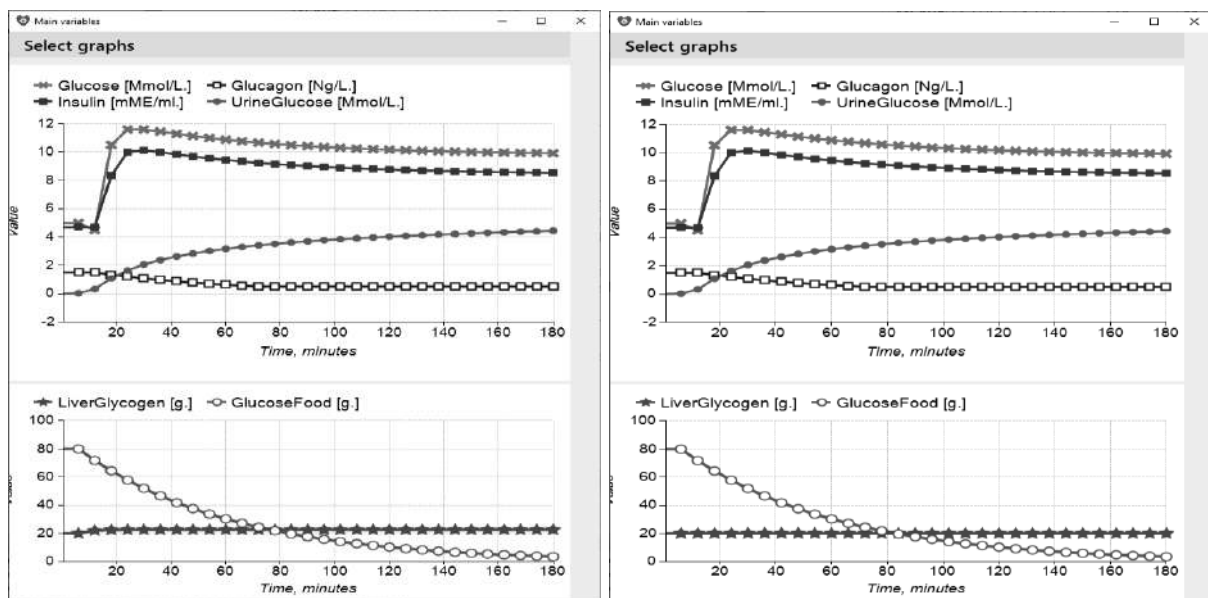 Main variables
Select graphs
Glucose [Mmol/L.] Glucagon [Ng/L.]
Insulin [mME/ml.] UrineGlucose [Mmol/L.]
12
10
8
6
4
2
0
-2
Value
20 40 60 80 100 120 140 160 180
Time, minutes
LiverGlycogen [g.] GlucoseFood [g.]
100
80
60
40
20
0
20 40 60 80 100 120 140 160 180
Time, minutes
Main variables
Select graphs
Glucose [Mmol/L.] Glucagon [Ng/L.]
Insulin [mME/ml.] UrineGlucose [Mmol/L.]
12
10
8
6
4
2
0
-2
Value
20 40 60 80 100 120 140 160 180
Time, minutes
LiverGlycogen [g.] GlucoseFood [g.]
100
80
60
40
20
0
20 40 60 80 100 120 140 160 180
Time, minutes